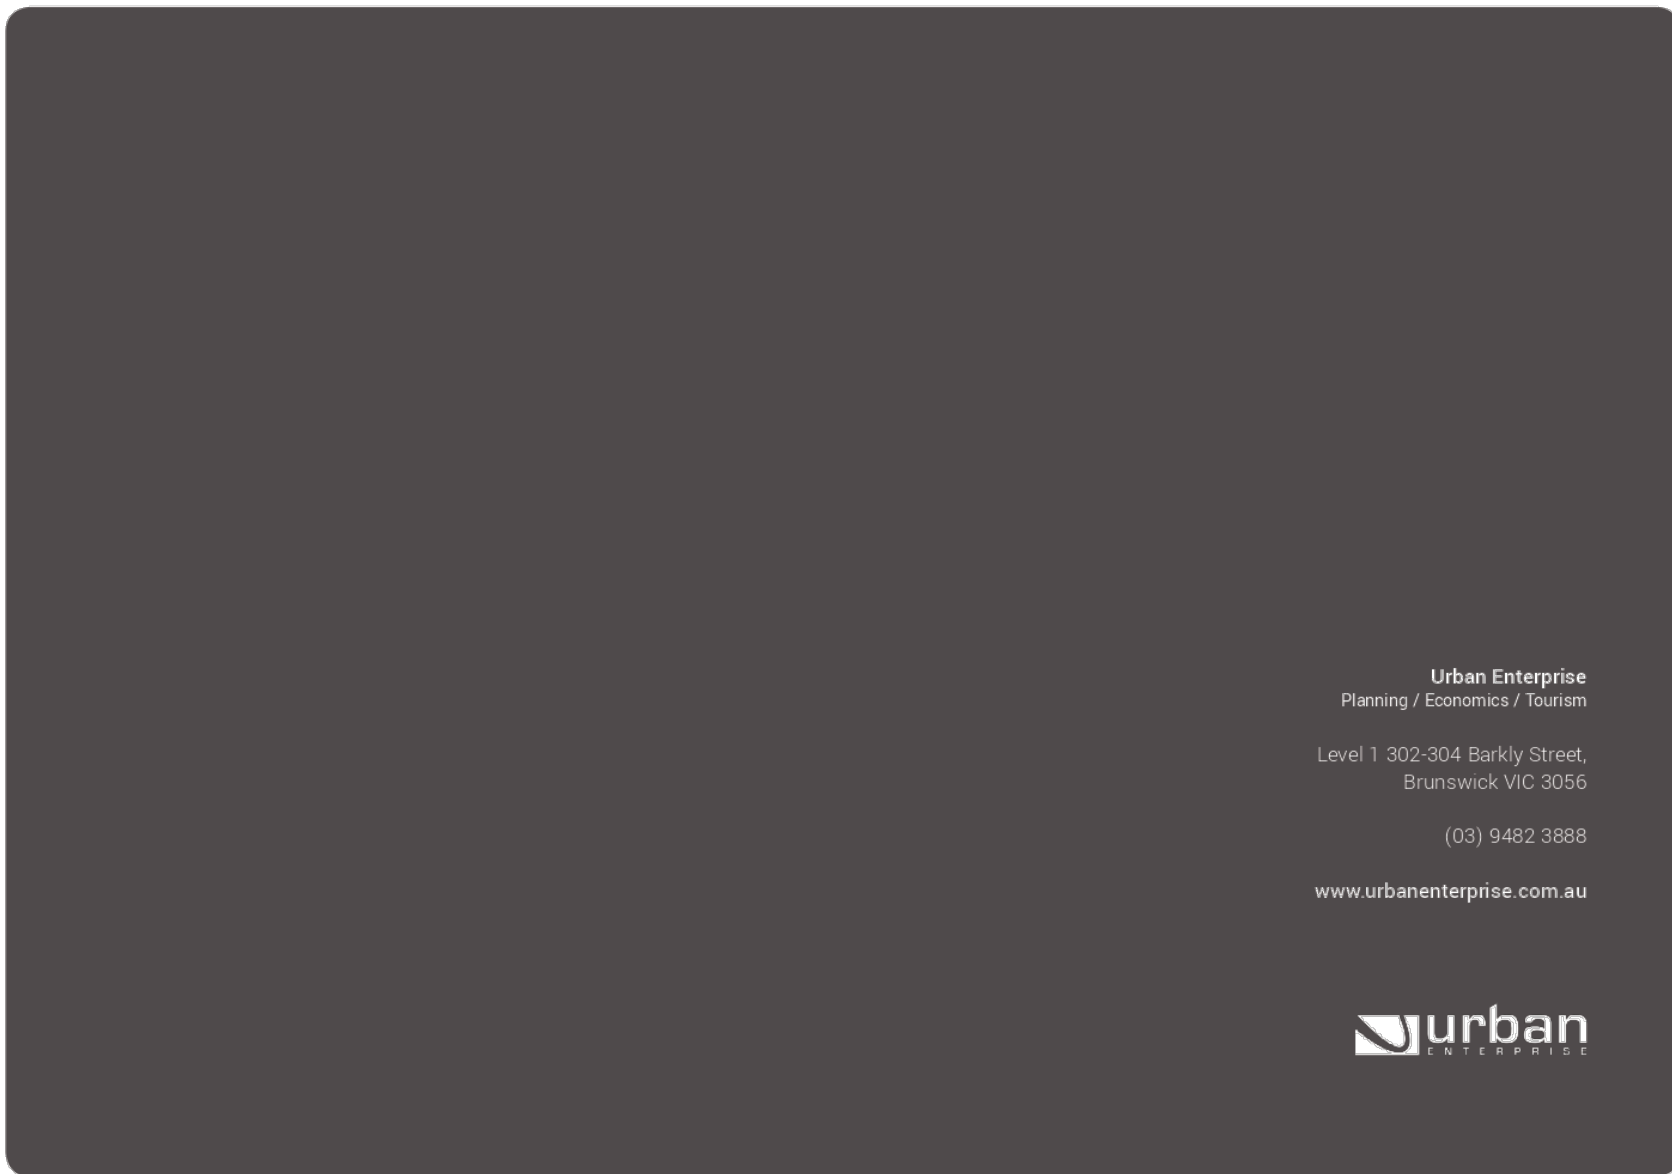 Urban Enterprise
Planning / Economics / Tourism
Level 1 302-304 Barkly Street,
Brunswick VIC 3056
(03) 9482 3888
www.urbanenterprise.com.au
urban
ENTERPRISE